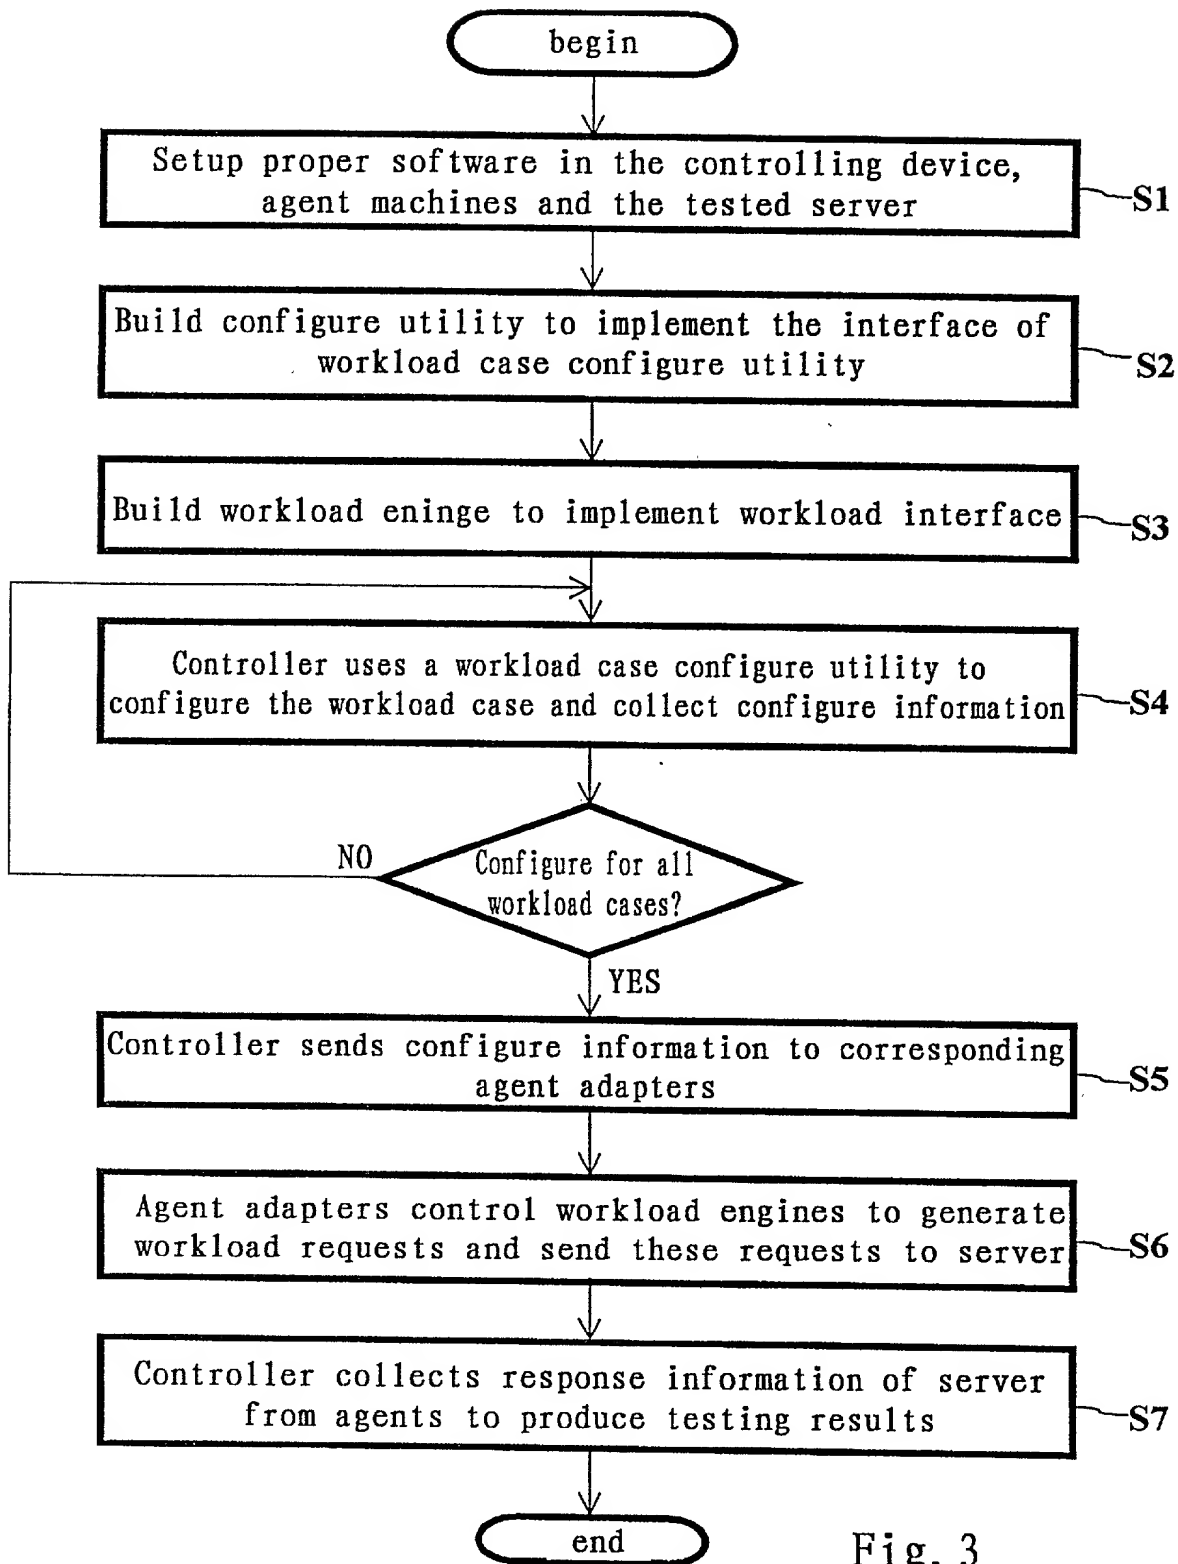 begin
Setup proper software in the controlling device,
agent machines and the tested server
S1
Build configure utility to implement the interface of
workload case configure utility
S2
Build workload eninge to implement workload interface
S3
Controller uses a workload case configure utility to
configure the workload case and collect configure information
S4
NO
Configure for all
workload cases?
YES
Controller sends configure information to corresponding
agent adapters
S5
Agent adapters control workload engines to generate
workload requests and send these requests to server
S6
Controller collects response information of server
from agents to produce testing results
S7
end
Fig. 3